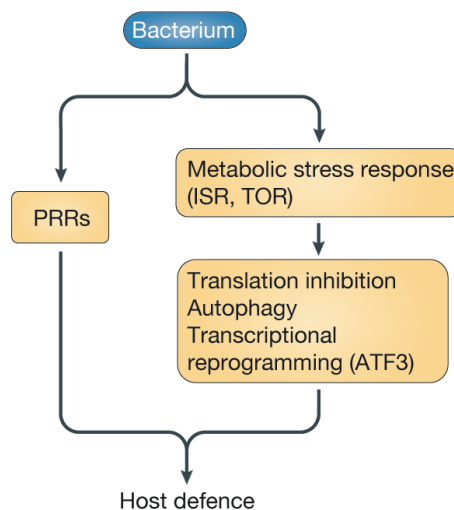 Bacterium
PRRs
Metabolic stress response
(ISR, TOR)
Translation inhibition
Autophagy
Transcriptional
reprogramming (ATF3)
Host defence